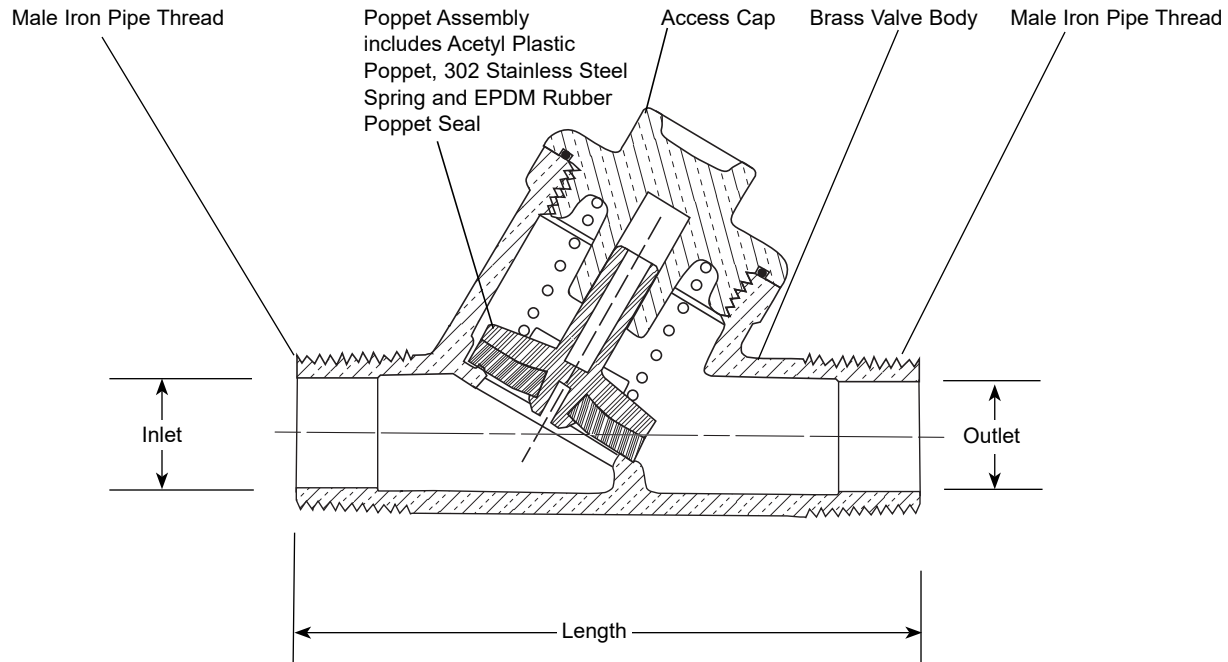 Male Iron Pipe Thread
Poppet Assembly
includes Acetyl Plastic
Poppet, 302 Stainless Steel
Spring and EPDM Rubber
Poppet Seal
Access Cap
Brass Valve Body
Male Iron Pipe Thread
Inlet
Outlet
Length